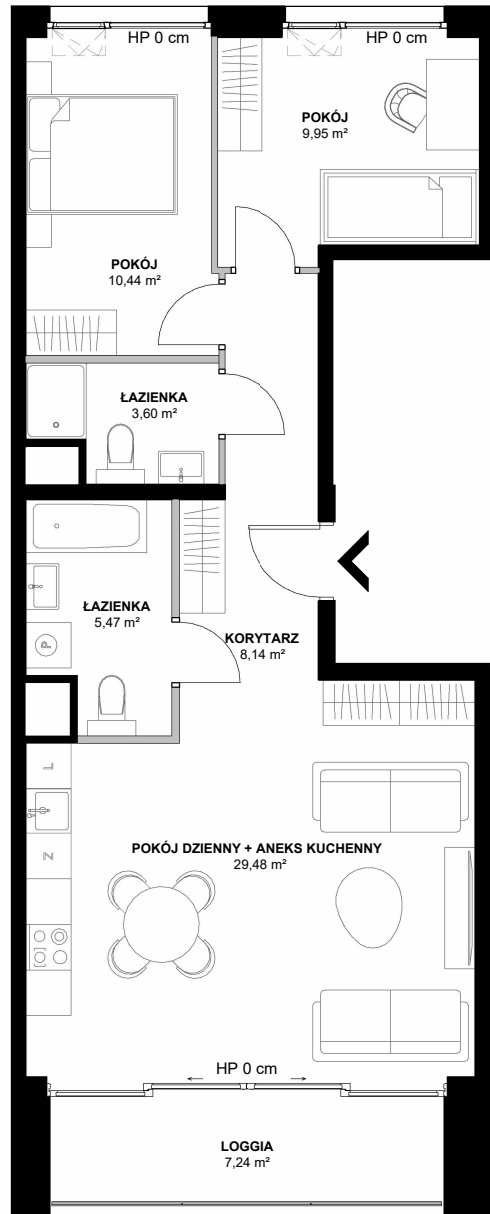 HP 0 cm
HP 0 cm
POKÓJ
9,95 m²
POKÓJ
10,44 m²
ŁAZIENKA
3,60 m²
ŁAZIENKA
5,47 m²
P
KORYTARZ
8,14 m²
L
Z
POKÓJ DZIENNY + ANEKS KUCHENNY
29,48 m²
HP 0 cm
LOGGIA
7,24 m²